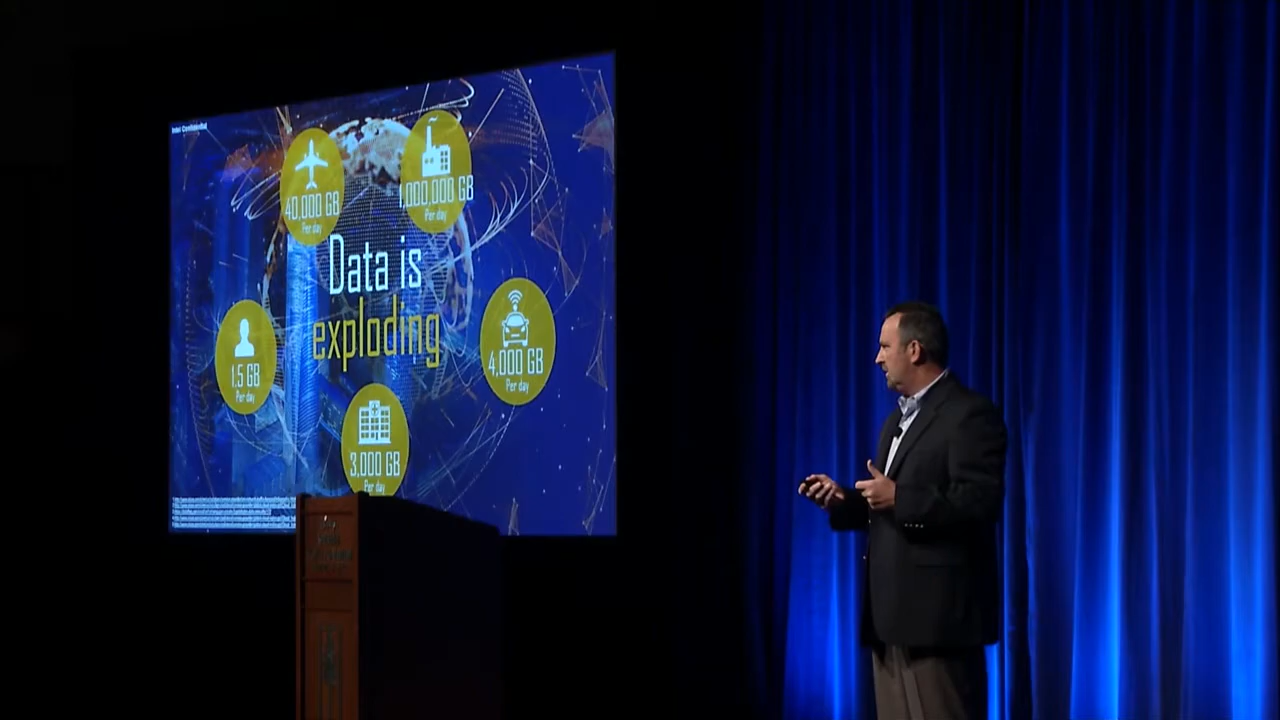 Intel Confidential
40,000 GB
Per day
1,000,000 GB
Per day
Data is
exploding
1.5 GB
Per day
4,000 GB
Per day
3,000 GB
Per day